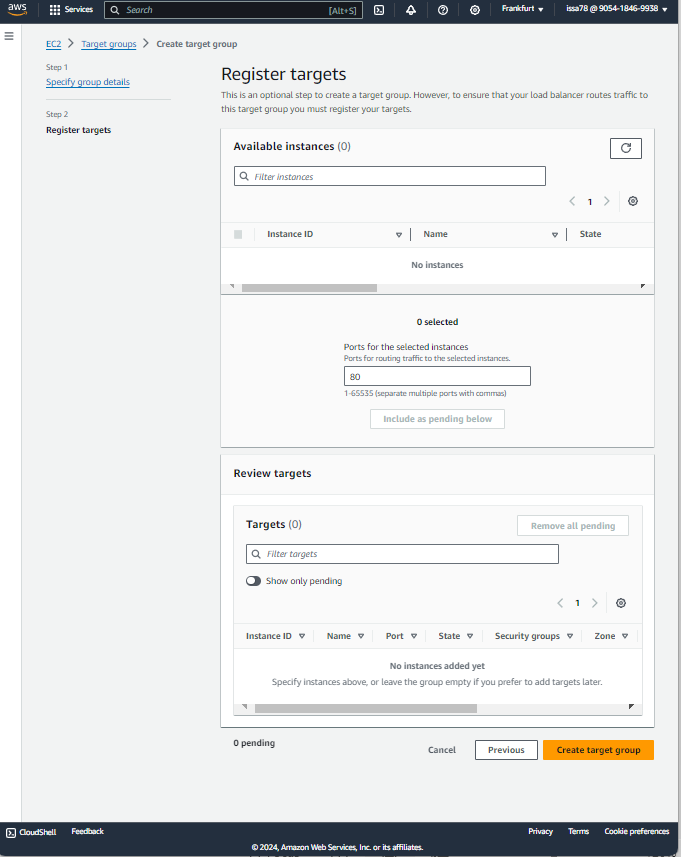 aws
Services
Search
[Alt+S]
Frankfurt
issa78 @ 9054-1846-9938
EC2
Target groups
Create target group
Step 1
Specify group details
Step 2
Register targets
Register targets
This is an optional step to create a target group. However, to ensure that your load balancer routes traffic to
this target group you must register your targets.
Available instances (0)
Filter instances
1
Instance ID
Name
State
No instances
0 selected
Ports for the selected instances
Ports for routing traffic to the selected instances.
80
1-65535 (separate multiple ports with commas)
Include as pending below
Review targets
Targets (0)
Remove all pending
Filter targets
Show only pending
1
Instance ID
Name
Port
State
Security groups
Zone
No instances added yet
Specify instances above, or leave the group empty if you prefer to add targets later.
0 pending
Cancel
Previous
Create target group
CloudShell
Feedback
Privacy
Terms
Cookie preferences
© 2024, Amazon Web Services, Inc. or its affiliates.